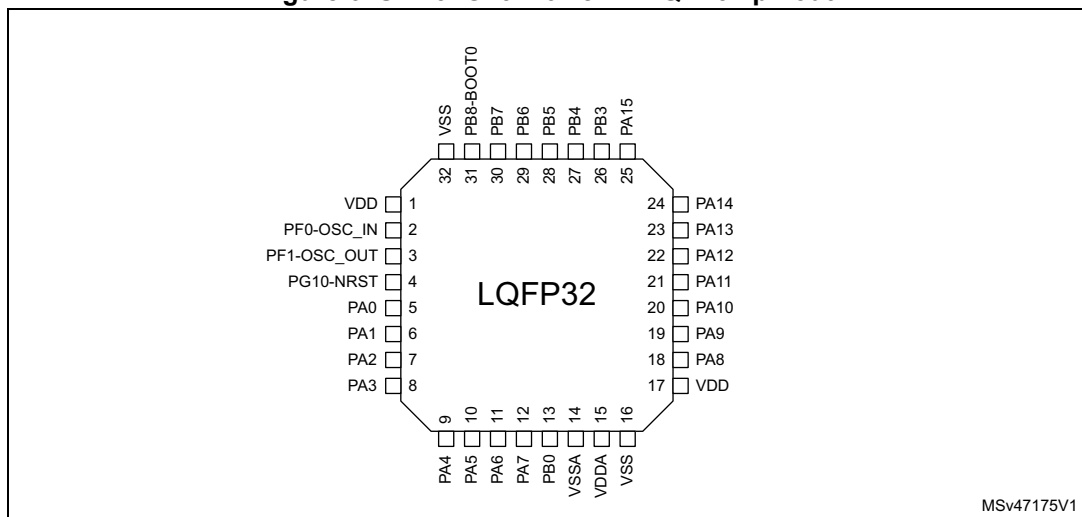 VSS
PB8-BOOT0
PB7
PB6
PB5
PB4
PB3
PA15
32
31
30
29
28
27
26
25
VDD 1
PF0-OSC_IN 2
PF1-OSC_OUT 3
PG10-NRST 4
PA0 5
PA1 6
PA2 7
PA3 8
LQFP32
24 PA14
23 PA13
22 PA12
21 PA11
20 PA10
19 PA9
18 PA8
17 VDD
9
10
11
12
13
14
15
16
PA4
PA5
PA6
PA7
PB0
VSSA
VDDA
VSS
MSv47175V1